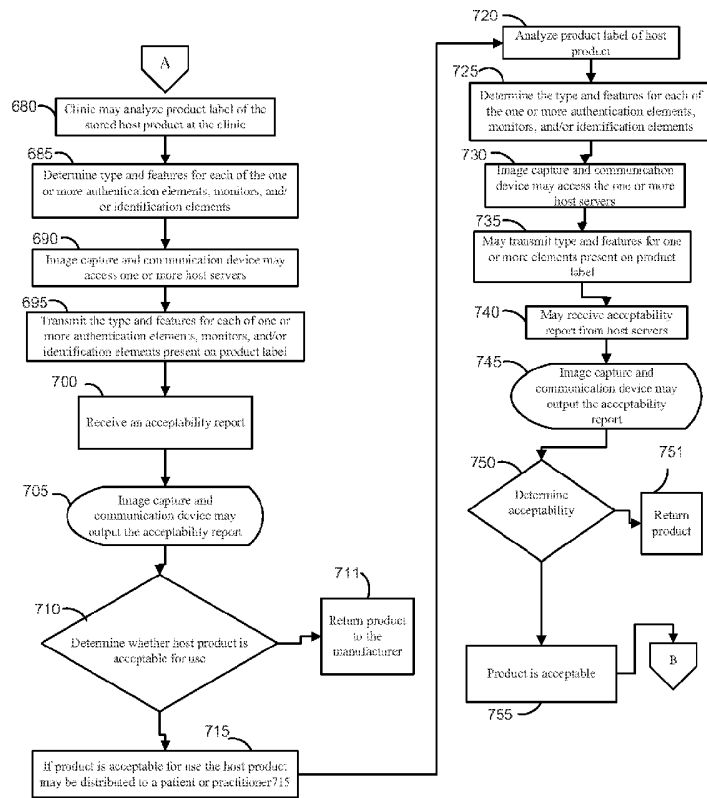 A
680
Clinic may analyze product label of the
stored host product at the clinic
685
Determine type and features for each of the one
or more authentication elements, monitors, and/
or identification elements
690
Image capture and communication device may
access one or more host servers
695
Transmit the type and features for each of one or
more authentication elements, monitors, and/or
identification elements present on product label
700
Receive an acceptability report
705
Image capture and
communication device may
output the acceptability report
710
Determine whether host product is
acceptable for use
711
Return product
to the
manufacturer
715
If product is acceptable for use the host product
may be distributed to a patient or practitioner715
720
Analyze product label of host
product
725
Determine the type and features for each of
the one or more authentication elements,
monitors, and/or identification elements
730
Image capture and communication
device may access the one or more
host servers
735
May transmit type and features for one
or more elements present on product
label
740
May receive acceptability
report from host servers
745
Image capture and
communication device may
output the acceptability
report
750
Determine
acceptability
751
Return
product
Product is acceptable
755
B